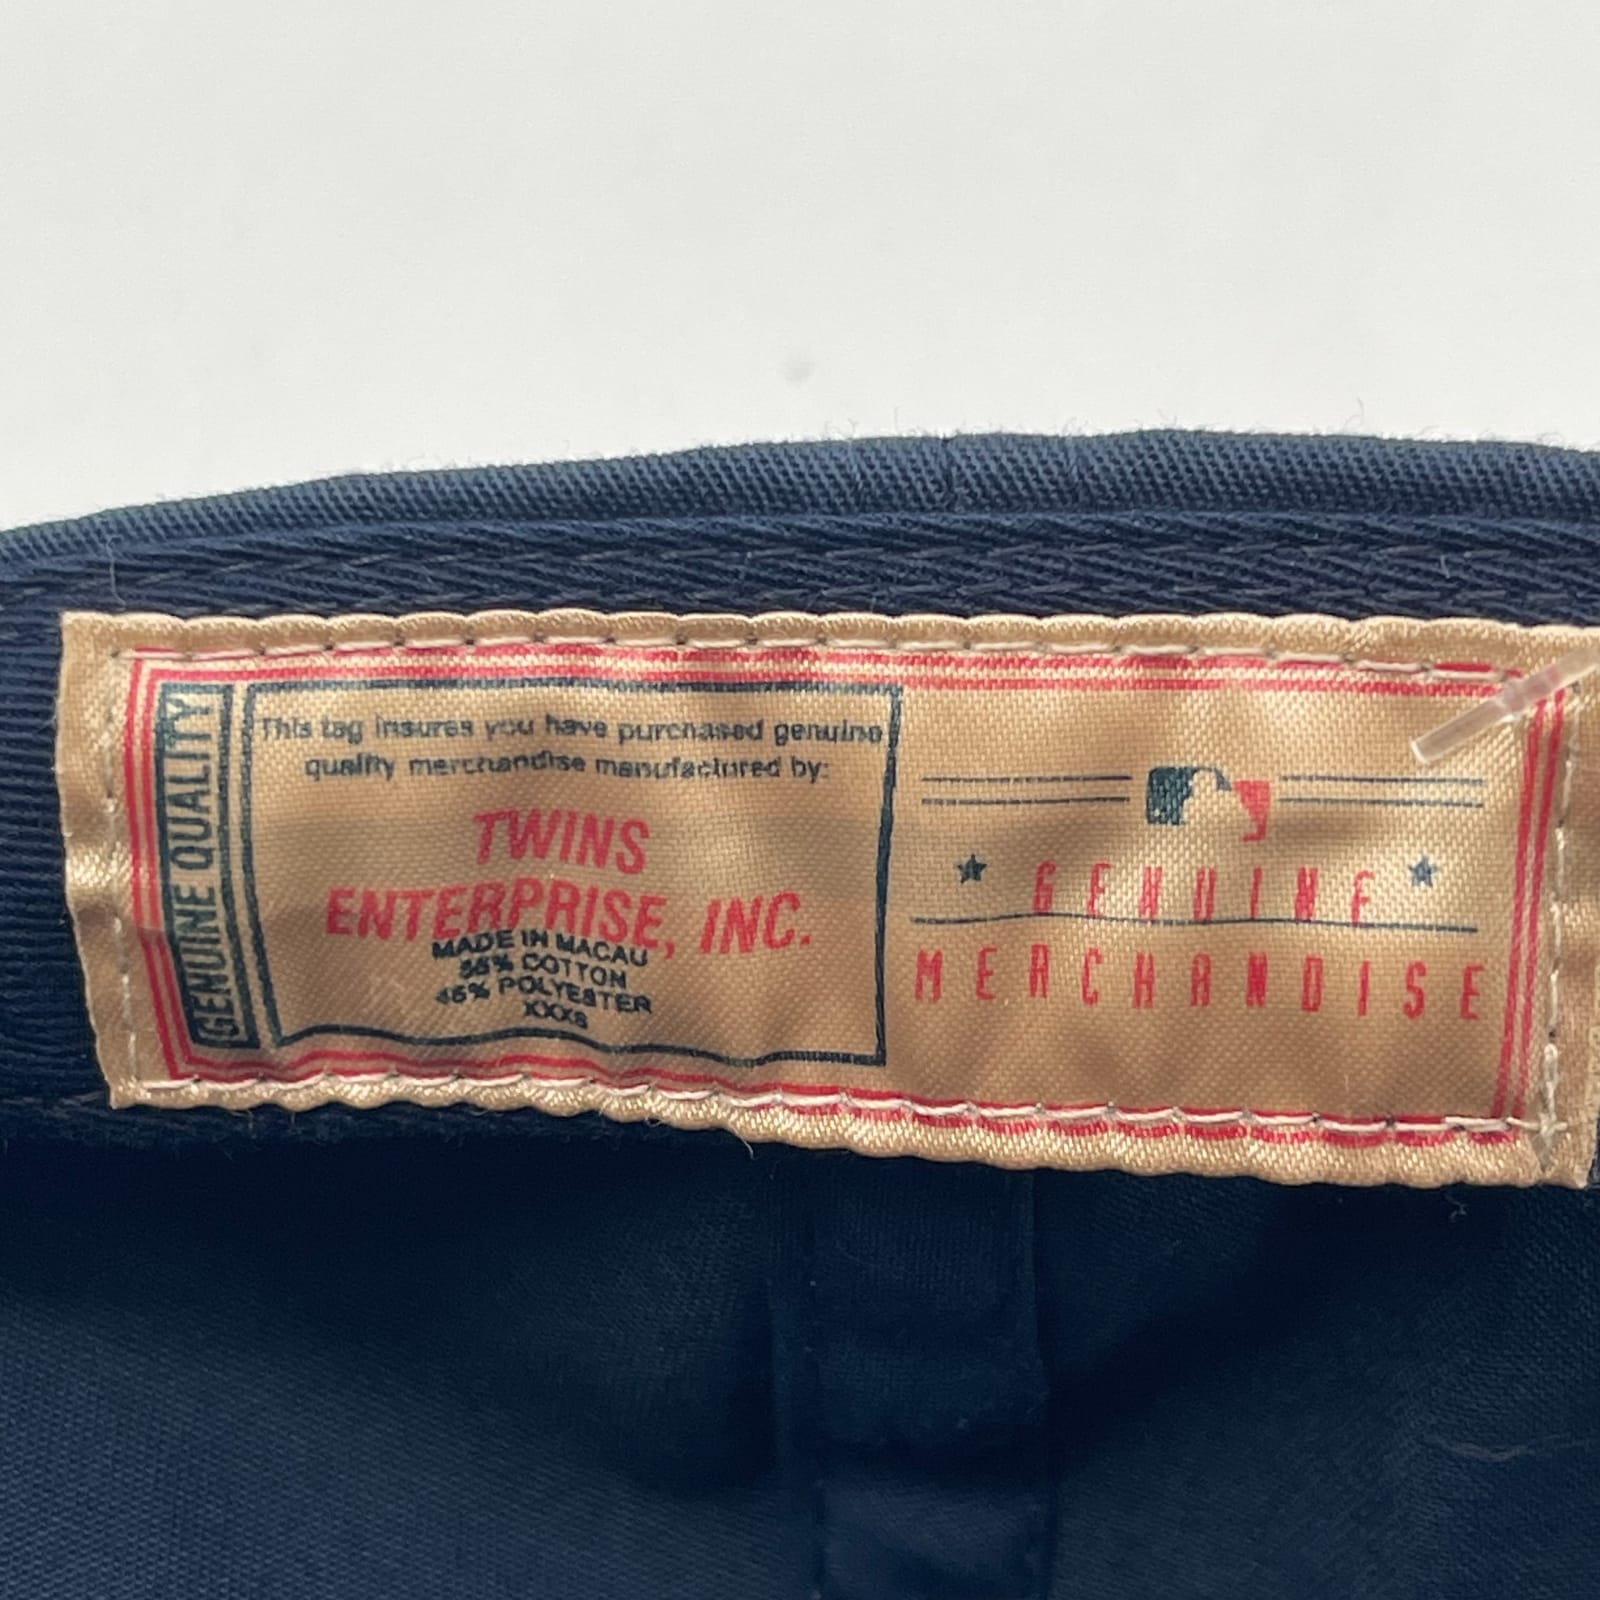 GENUINE QUALITY
This tag insures you have purchased genuine
quality merchandise manufactured by:
TWINS
ENTERPRISE, INC.
MADE IN MACAU
55% COTTON
45% POLYESTER
XXXS
GENUINE
MERCHANDISE